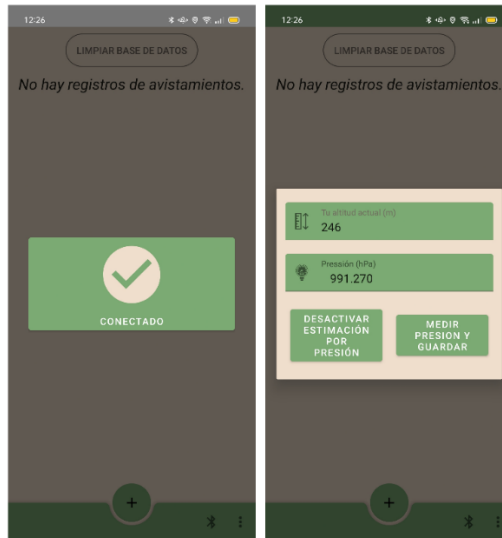 12:26
LIMPIAR BASE DE DATOS
No hay registros de avistamientos.
CONECTADO
12:26
LIMPIAR BASE DE DATOS
No hay registros de avistamientos.
Tu altitud actual (m)
246
Pressión (hPa)
991.270
DESACTIVAR
ESTIMACIÓN
POR
PRESIÓN
MEDIR
PRESION Y
GUARDAR